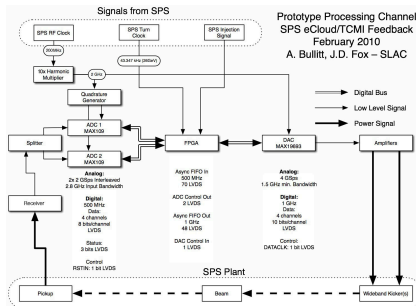 Signals from SPS
Prototype Processing Channel
SPS eCloud/TCMI Feedback
February 2010
A. Bullitt, J.D. Fox – SLAC
SPS RF Clock
SPS Turn
Clock
SPS Injection
Signal
200MHz
10x Harmonic
Multiplier
2 GHz
Quadrature
Generator
Digital Bus
Low Level Signal
Power Signal
Splitter
ADC 1
MAX109
ADC 2
MAX109
FPGA
DAC
MAX19693
Amplifiers
Receiver
Analog:
2x 2 GSps Interleaved
2.8 GHz Input Bandwidth
Digital:
500 MHz
Data:
4 channels
8 bits/channel
LVDS
Status:
3 bits LVDS
Control
RSTIN: 1 bit LVDS
Async FIFO In
500 MHz
70 LVDS
ADC Control Out
2 LVDS
Async FIFO Out
1 GHz
48 LVDS
DAC Control In
1 LVDS
Analog:
4 GSps
1.5 GHz min. Bandwidth
Digital:
1 GHz
Data:
4 channels
10 bits/channel
LVDS
Control:
DATACLK: 1 bit LVDS
SPS Plant
Pickup
Beam
Wideband Kicker(s)